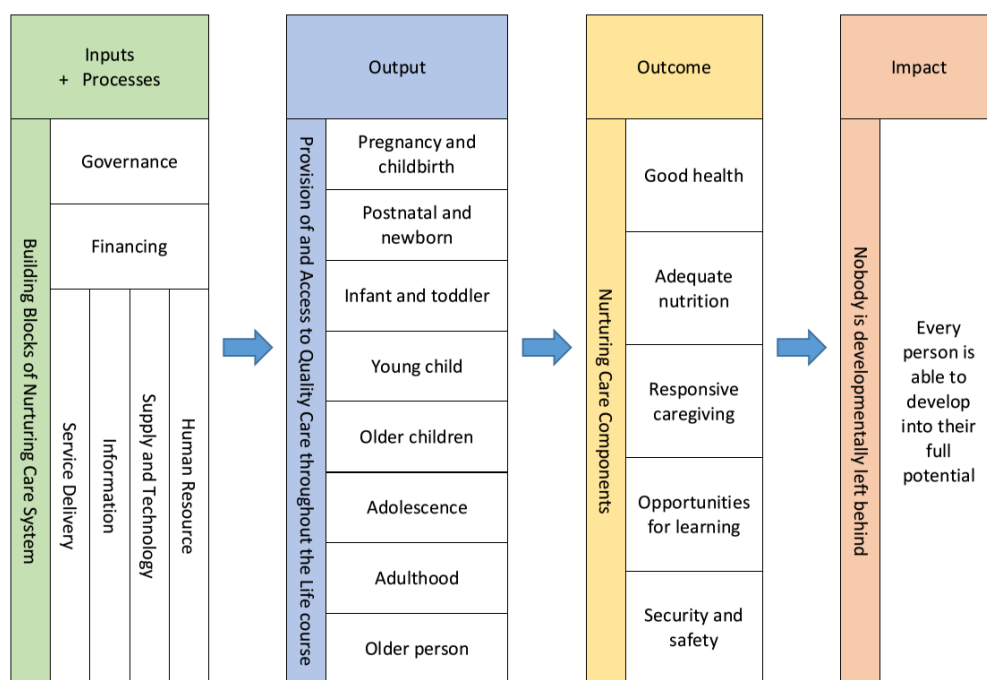 Inputs
+ Processes
Building Blocks of Nurturing Care System
Governance
Financing
Service Delivery
Information
Supply and Technology
Human Resource
Output
Provision of and Access to Quality Care throughout the Life course
Pregnancy and
childbirth
Postnatal and
newborn
Infant and toddler
Young child
Older children
Adolescence
Adulthood
Older person
Outcome
Nurturing Care Components
Good health
Adequate
nutrition
Responsive
caregiving
Opportunities
for learning
Security and
safety
Impact
Nobody is developmentally left behind
Every
person is
able to
develop
into their
full
potential